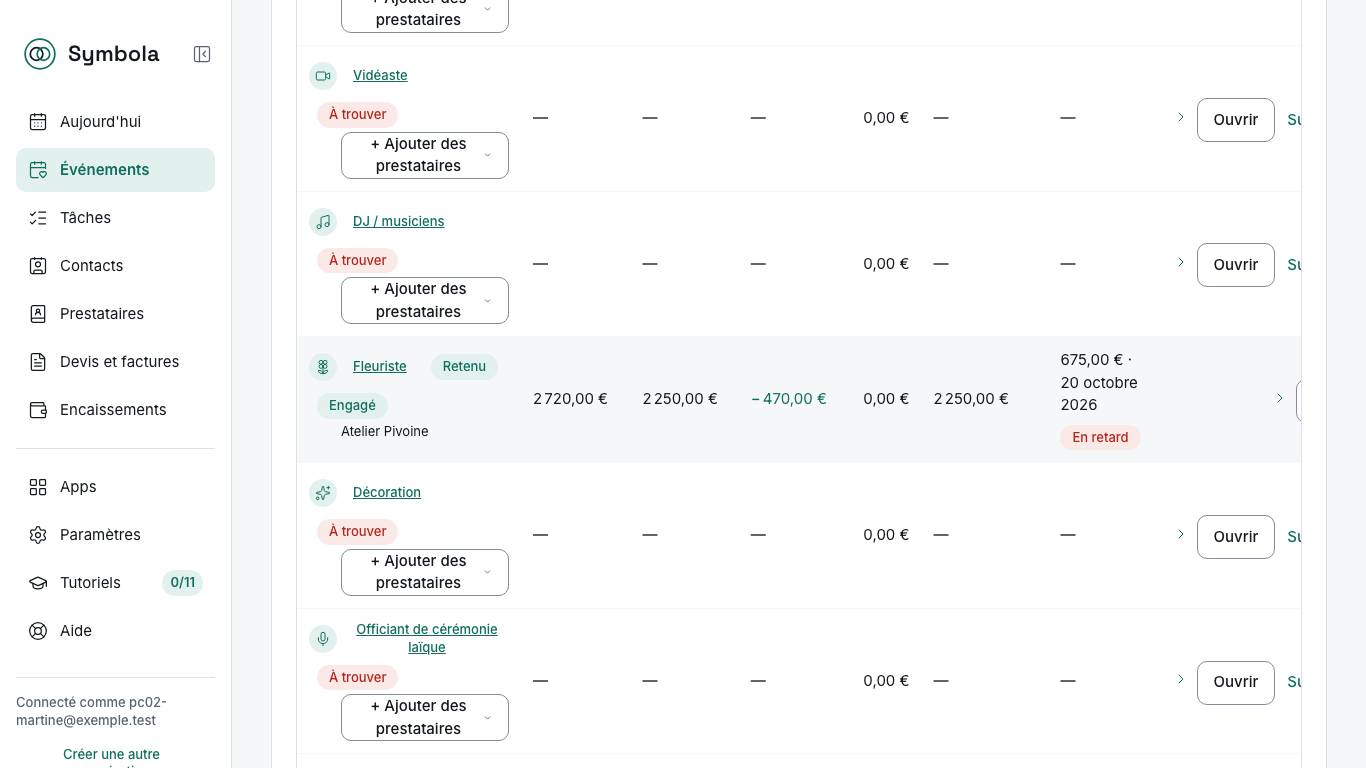 Symbola
Aujourd'hui
Événements
Tâches
Contacts
Prestataires
Devis et factures
Encaissements
Apps
Paramètres
Tutoriels 0/11
Aide
Connecté comme pc02-
martine@exemple.test
Créer une autre
+ Ajouter des
prestataires
Vidéaste
À trouver
+ Ajouter des
prestataires
— — — 0,00 € — — Ouvrir
DJ / musiciens
À trouver
+ Ajouter des
prestataires
— — — 0,00 € — — Ouvrir
Fleuriste Retenu
Engagé
Atelier Pivoine
2 720,00 € 2 250,00 € − 470,00 € 0,00 € 2 250,00 €
675,00 € ·
20 octobre
2026
En retard
Décoration
À trouver
+ Ajouter des
prestataires
— — — 0,00 € — — Ouvrir
Officiant de cérémonie
laïque
À trouver
+ Ajouter des
prestataires
— — — 0,00 € — — Ouvrir